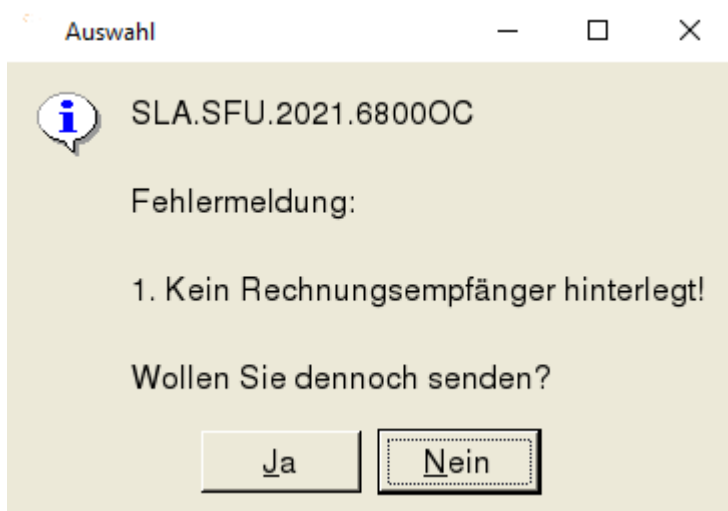 Auswahl
SLA.SFU.2021.6800OC
Fehlermeldung:
1. Kein Rechnungsempfänger hinterlegt!
Wollen Sie dennoch senden?
Ja
Nein